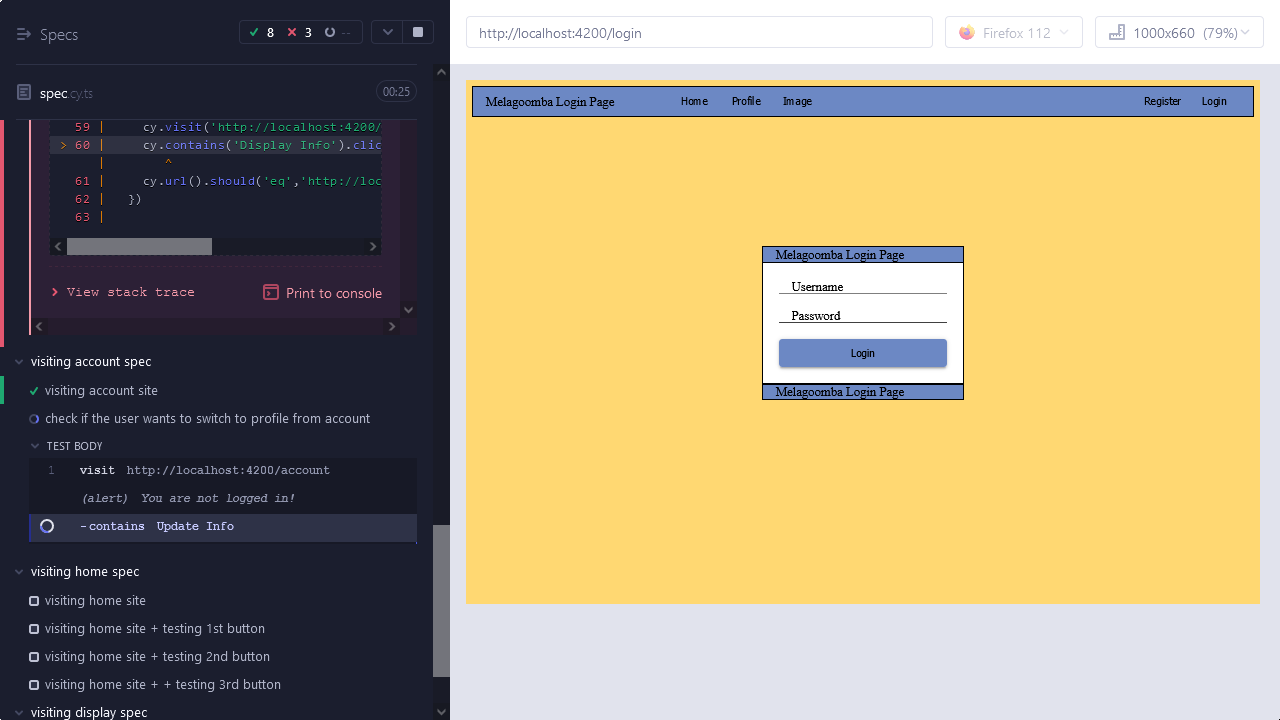 Specs
8 3 --
spec.cy.ts 00:25
59 | cy.visit('http://localhost:4200/
> 60 | cy.contains('Display Info').clic
| ^
61 | cy.url().should('eq','http://loc
62 | })
63 |
> View stack trace Print to console
visiting account spec
visiting account site
check if the user wants to switch to profile from account
TEST BODY
1 visit http://localhost:4200/account
(alert) You are not logged in!
-contains Update Info
visiting home spec
visiting home site
visiting home site + testing 1st button
visiting home site + testing 2nd button
visiting home site + + testing 3rd button
visiting display spec
http://localhost:4200/login Firefox 112 1000x660 (79%)
Melagoomba Login Page Home Profile Image Register Login
Melagoomba Login Page
Username
Password
Login
Melagoomba Login Page